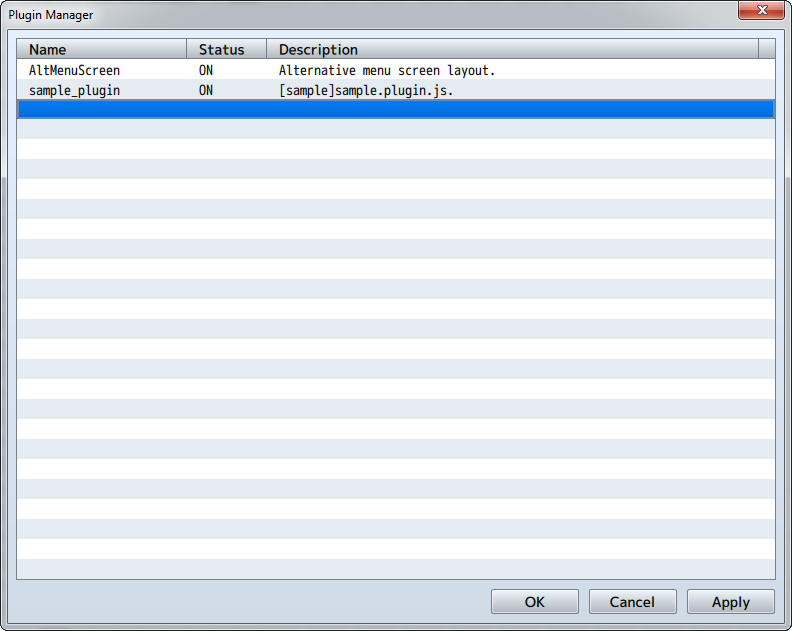 Plugin Manager
Name Status Description
AltMenuScreen ON Alternative menu screen layout.
sample_plugin ON [sample]sample.plugin.js.
OK Cancel Apply